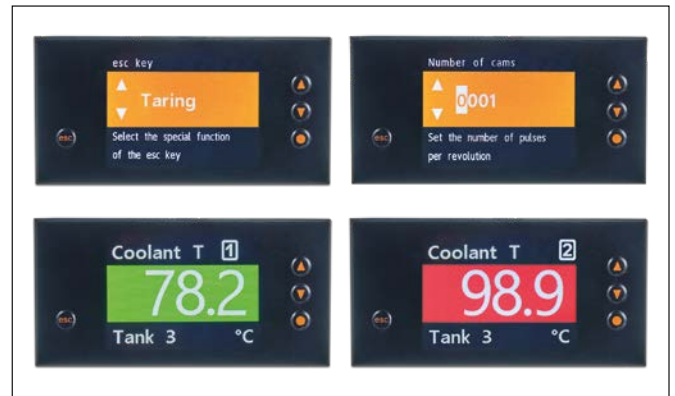 esc key
Taring
Select the special function
of the esc key
esc
Number of cams
0001
Set the number of pulses
per revolution
esc
Coolant T 1
78.2
Tank 3 °C
esc
Coolant T 2
98.9
Tank 3 °C
esc